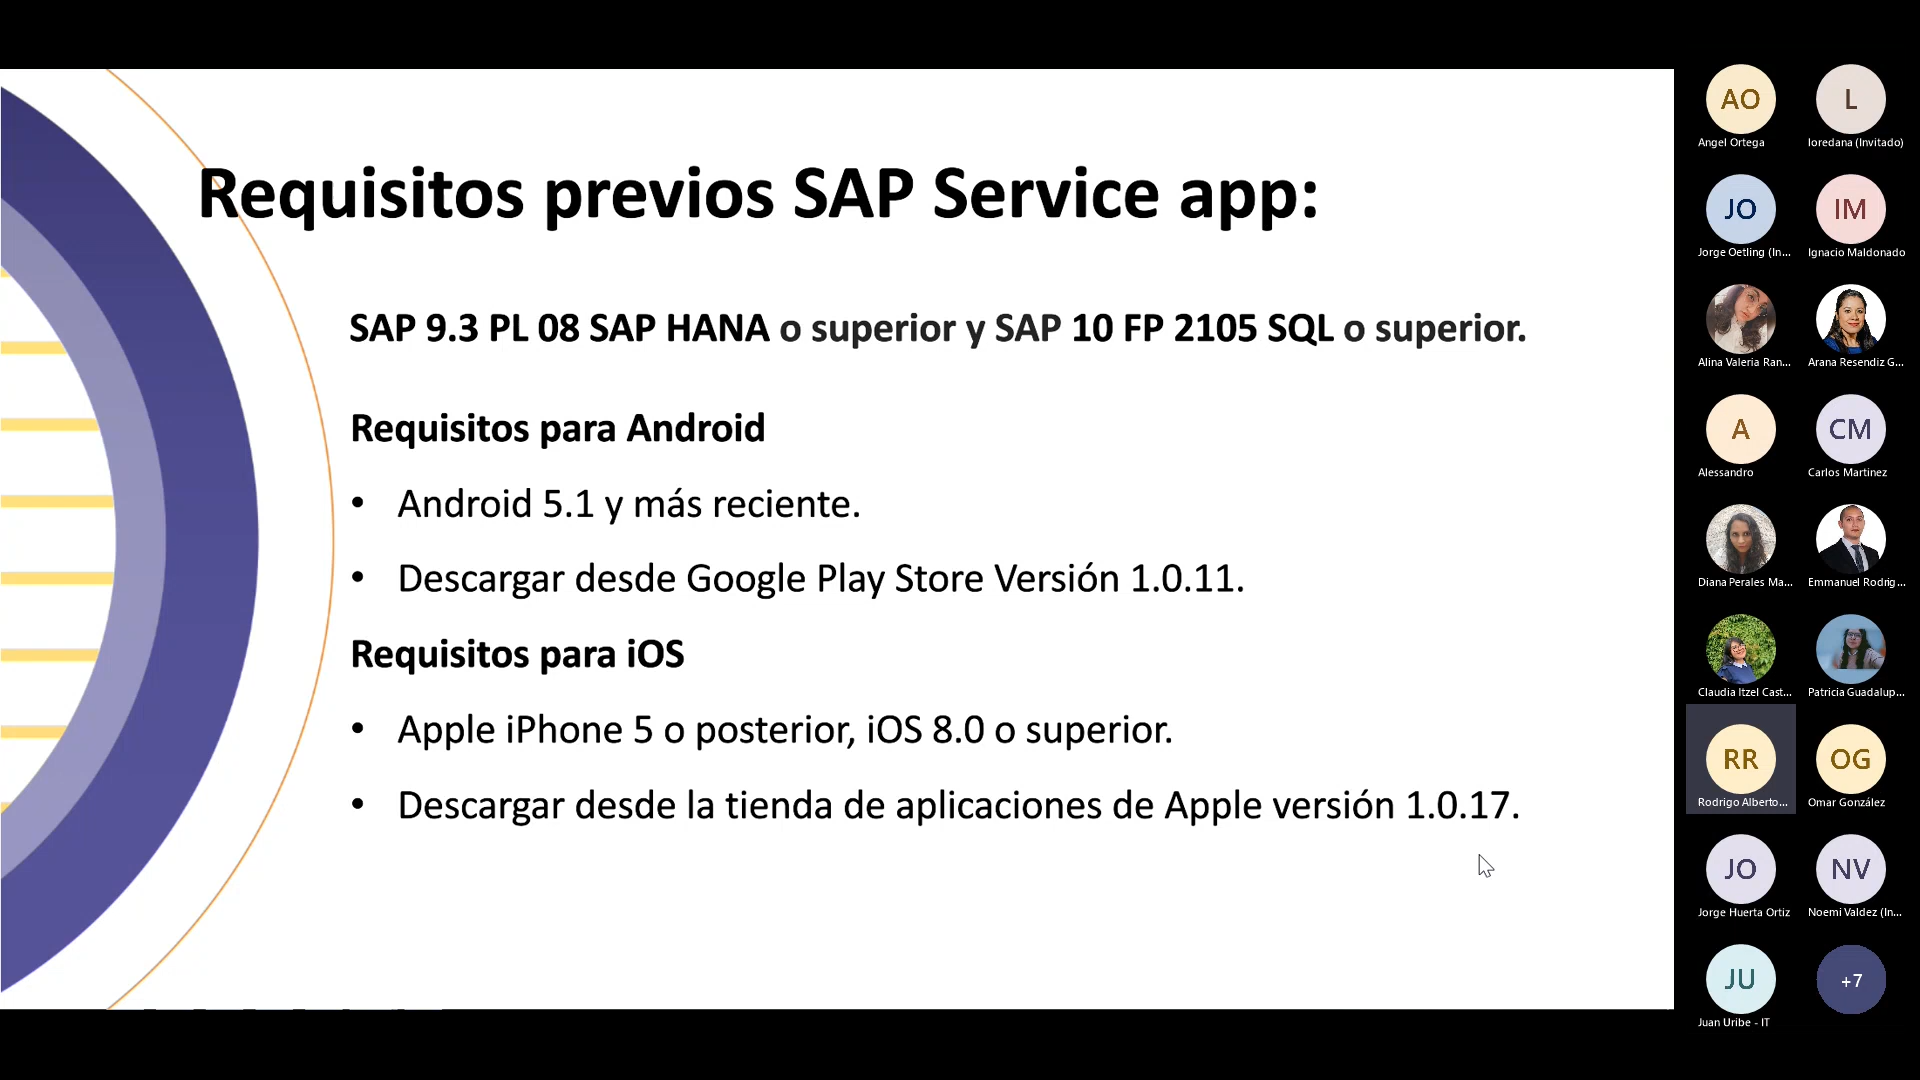 Requisitos previos SAP Service app:
SAP 9.3 PL 08 SAP HANA o superior y SAP 10 FP 2105 SQL o superior.
Requisitos para Android
• Android 5.1 y más reciente.
• Descargar desde Google Play Store Versión 1.0.11.
Requisitos para iOS
• Apple iPhone 5 o posterior, iOS 8.0 o superior.
• Descargar desde la tienda de aplicaciones de Apple versión 1.0.17.
AO
L
Angel Ortega
loredana (Invitado)
JO
IM
Jorge Oetling (In...
Ignacio Maldonado
Alina Valeria Ran...
Arana Resendiz G...
A
CM
Alessandro
Carlos Martinez
Diana Perales Ma...
Emmanuel Rodrig...
Claudia Itzel Cast...
Patricia Guadalup...
RR
OG
Rodrigo Alberto...
Omar González
JO
NV
Jorge Huerta Ortiz
Noemí Valdez (In...
JU
+7
Juan Uribe - IT